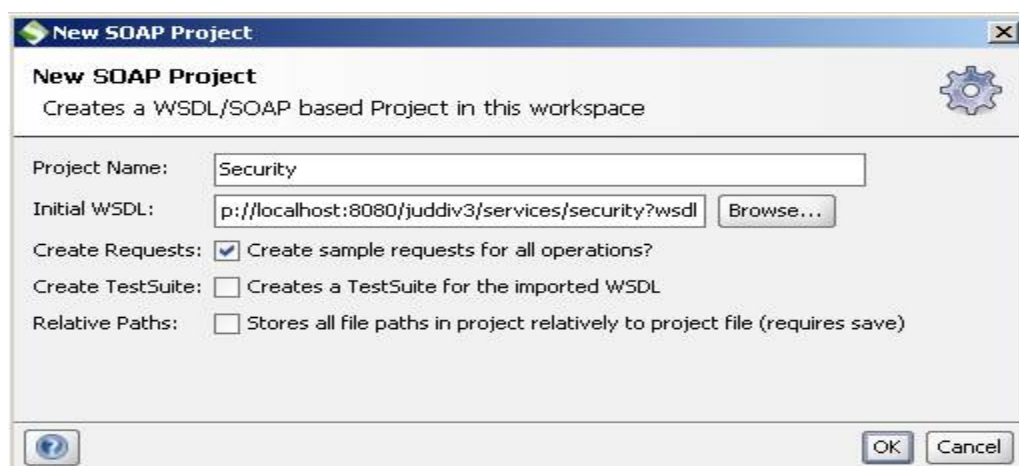 New SOAP Project
New SOAP Project
Creates a WSDL/SOAP based Project in this workspace
Project Name: Security
Initial WSDL: p://localhost:8080/juddiv3/services/security?wsdl Browse...
Create Requests: Create sample requests for all operations?
Create TestSuite: Creates a TestSuite for the imported WSDL
Relative Paths: Stores all file paths in project relatively to project file (requires save)
? OK Cancel